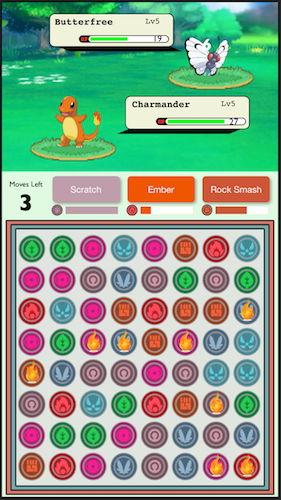 Butterfree Lv5
19
Charmander Lv5
27
Moves Left
3
Scratch Ember Rock Smash